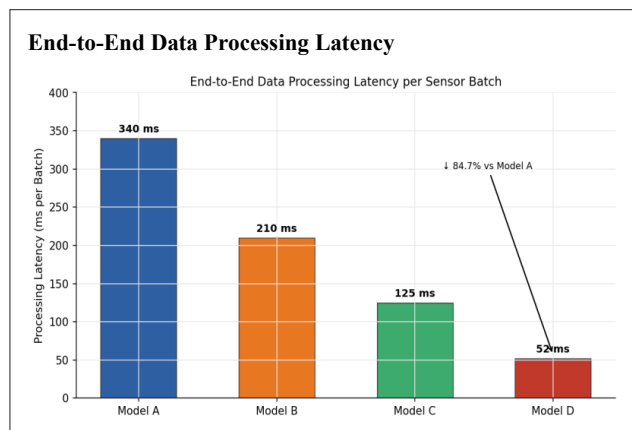 End-to-End Data Processing Latency
End-to-End Data Processing Latency per Sensor Batch
Processing Latency (ms per Batch)
400
350
300
250
200
150
100
50
0
340 ms
210 ms
125 ms
52 ms
↓ 84.7% vs Model A
Model A
Model B
Model C
Model D